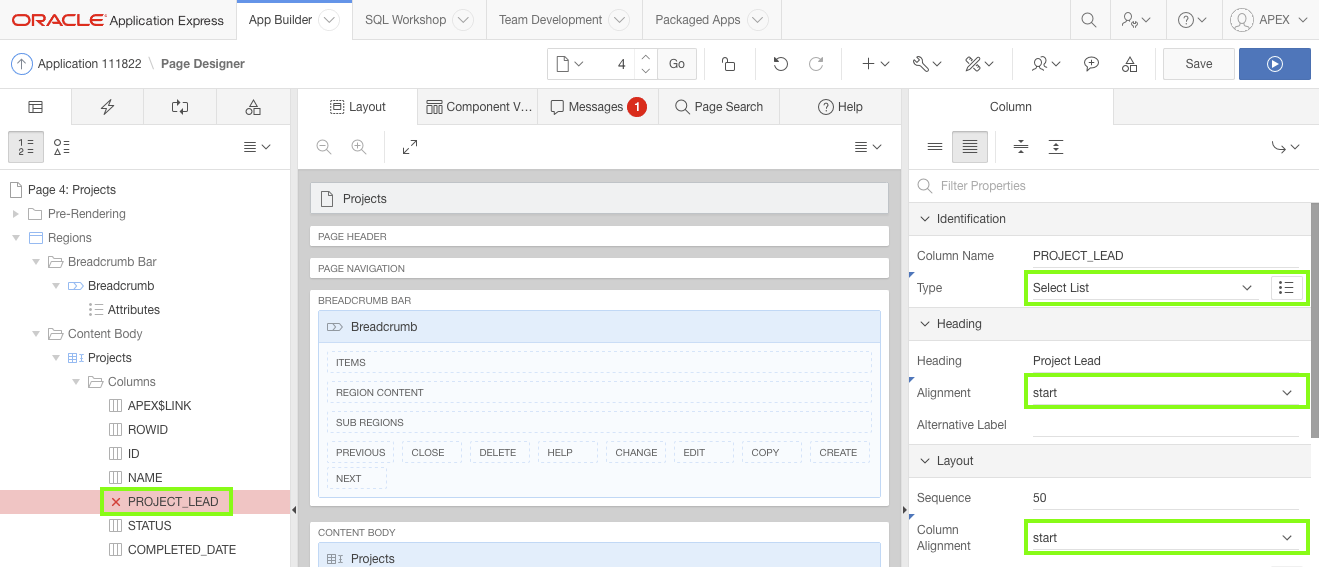 ORACLE Application Express App Builder SQL Workshop Team Development Packaged Apps APEX
Application 111822 \ Page Designer 4 Go Save
Layout Component V... Messages 1 Page Search Help Column
1 =
2 =
Page 4: Projects
Pre-Rendering
Regions
Breadcrumb Bar
Breadcrumb
Attributes
Content Body
Projects
Columns
APEX$LINK
ROWID
ID
NAME
PROJECT_LEAD
STATUS
COMPLETED_DATE
Projects
PAGE HEADER
PAGE NAVIGATION
BREADCRUMB BAR
Breadcrumb
ITEMS
REGION CONTENT
SUB REGIONS
PREVIOUS CLOSE DELETE HELP CHANGE EDIT COPY CREATE
NEXT
CONTENT BODY
Projects
Filter Properties
Identification
Column Name PROJECT_LEAD
Type Select List
Heading
Heading Project Lead
Alignment start
Alternative Label
Layout
Sequence 50
Column
Alignment start